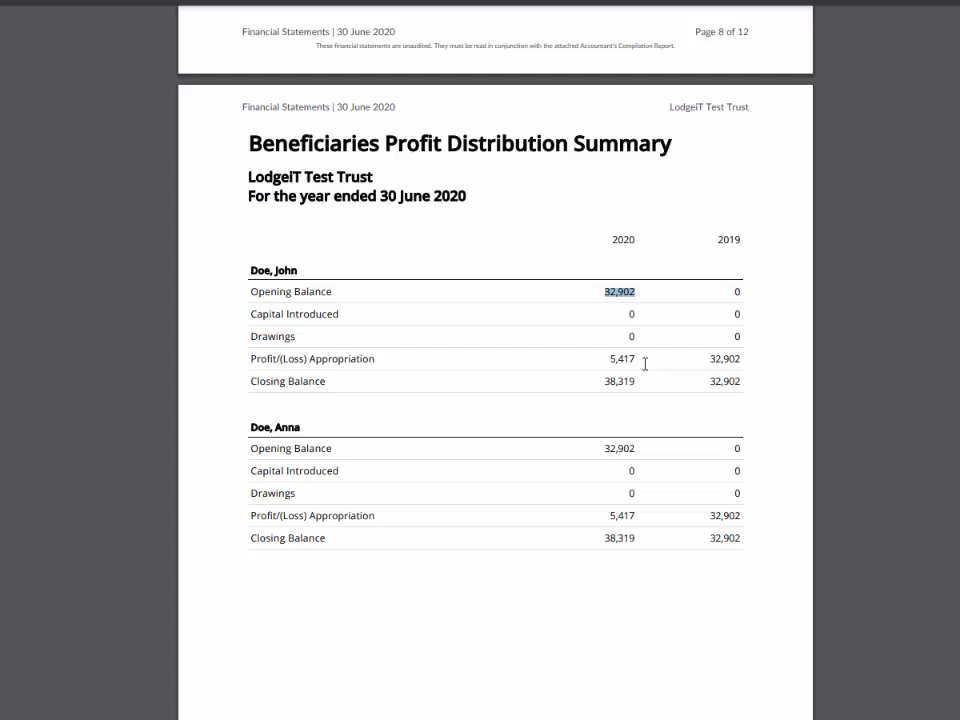 Financial Statements | 30 June 2020 Page 8 of 12
These financial statements are unaudited. They must be read in conjunction with the attached Accountant's Compilation Report.
Financial Statements | 30 June 2020 LodgeiT Test Trust
Beneficiaries Profit Distribution Summary
LodgeiT Test Trust
For the year ended 30 June 2020
2020 2019
Doe, John
Opening Balance 32,902 0
Capital Introduced 0 0
Drawings 0 0
Profit/(Loss) Appropriation 5,417 32,902
Closing Balance 38,319 32,902
Doe, Anna
Opening Balance 32,902 0
Capital Introduced 0 0
Drawings 0 0
Profit/(Loss) Appropriation 5,417 32,902
Closing Balance 38,319 32,902